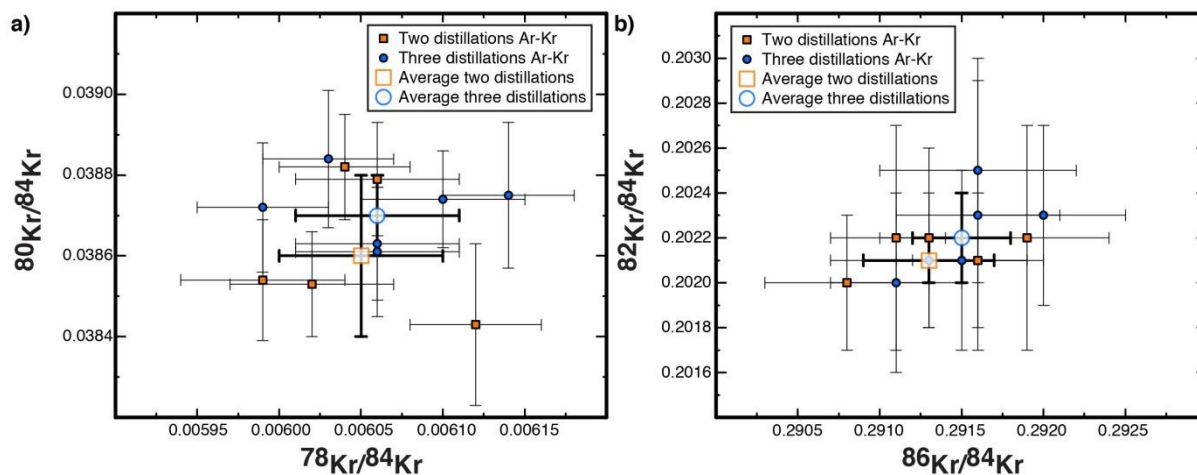 a)
Two distillations Ar-Kr
Three distillations Ar-Kr
Average two distillations
Average three distillations
0.0390
0.0388
0.0386
0.0384
80Kr/84Kr
0.00595
0.00600
0.00605
0.00610
0.00615
78Kr/84Kr
b)
Two distillations Ar-Kr
Three distillations Ar-Kr
Average two distillations
Average three distillations
0.2030
0.2028
0.2026
0.2024
0.2022
0.2020
0.2018
0.2016
82Kr/84Kr
0.2905
0.2910
0.2915
0.2920
0.2925
86Kr/84Kr